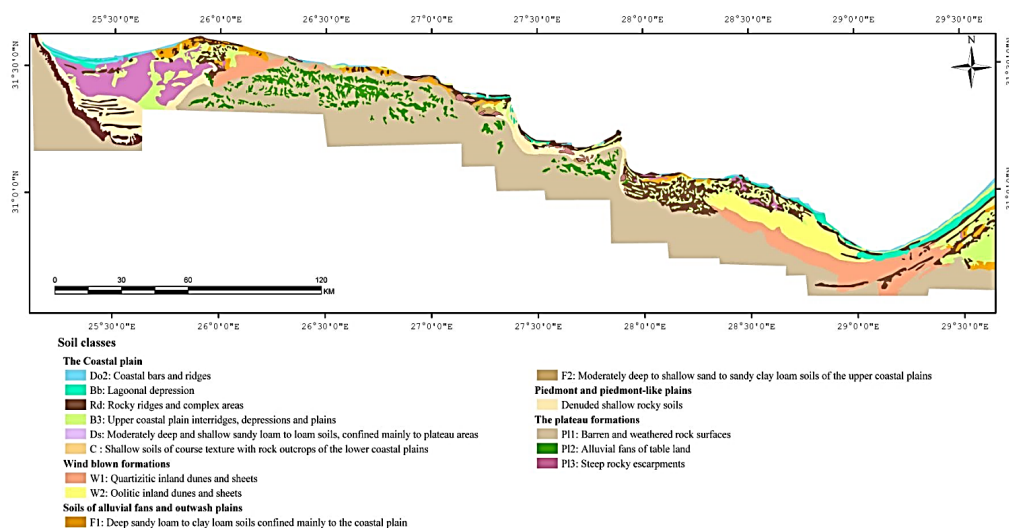 25°30'0"E 26°0'0"E 26°30'0"E 27°0'0"E 27°30'0"E 28°0'0"E 28°30'0"E 29°0'0"E 29°30'0"E
N
31°30'0"N
31°0'0"N
0 30 60 120
KM
25°30'0"E 26°0'0"E 26°30'0"E 27°0'0"E 27°30'0"E 28°0'0"E 28°30'0"E 29°0'0"E 29°30'0"E
Soil classes
The Coastal plain
Do2: Coastal bars and ridges
Bb: Lagoonal depression
Rd: Rocky ridges and complex areas
B3: Upper coastal plain interridges, depressions and plains
Ds: Moderately deep and shallow sandy loam to loam soils, confined mainly to plateau areas
C : Shallow soils of course texture with rock outcrops of the lower coastal plains
Wind blown formations
W1: Quartizitic inland dunes and sheets
W2: Oolitic inland dunes and sheets
Soils of alluvial fans and outwash plains
F1: Deep sandy loam to clay loam soils confined mainly to the coastal plain
F2: Moderately deep to shallow sand to sandy clay loam soils of the upper coastal plains
Piedmont and piedmont-like plains
Denuded shallow rocky soils
The plateau formations
Pl1: Barren and weathered rock surfaces
Pl2: Alluvial fans of table land
Pl3: Steep rocky escarpments